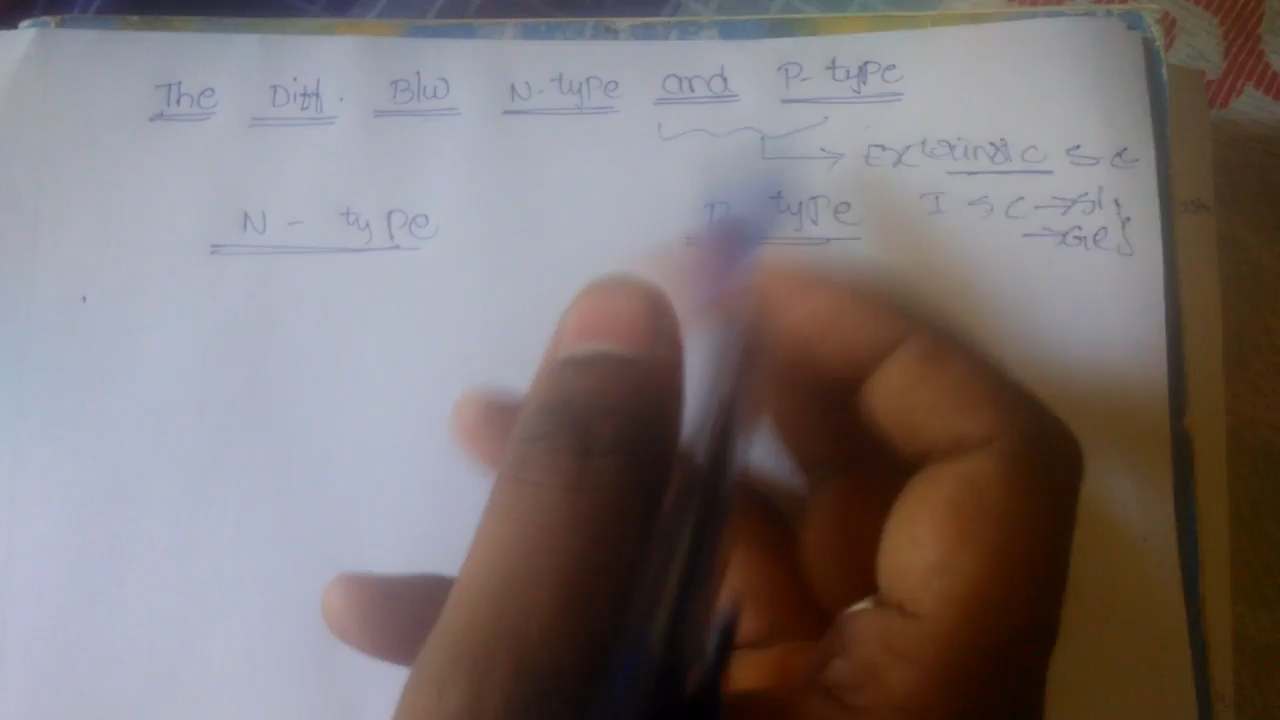 The Diff. B/w N-type and P-type
Extrinsic SC
N - type P- type I SC → Si
→ Ge